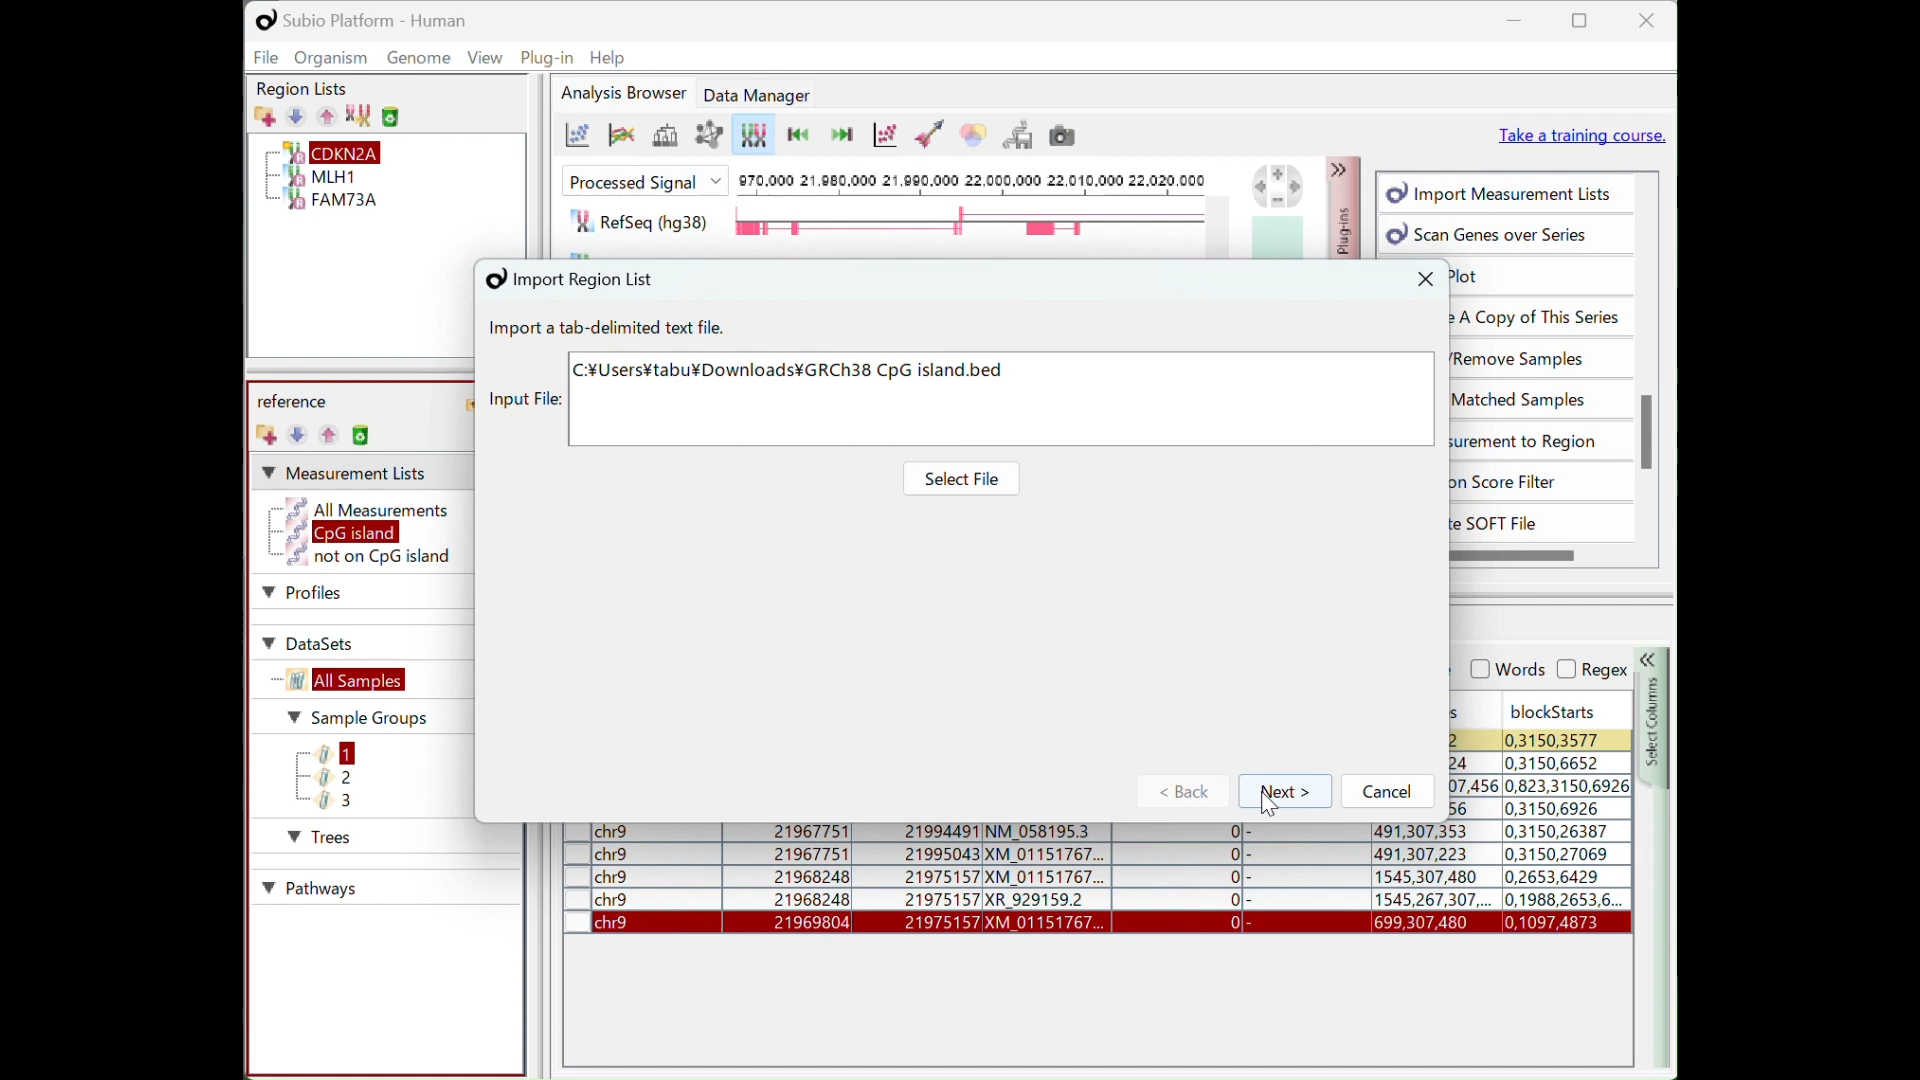 Subio Platform - Human
File Organism Genome View Plug-in Help
Region Lists
CDKN2A
MLH1
FAM73A
Analysis Browser Data Manager
Take a training course.
Processed Signal
970,000 21,980,000 21,990,000 22,000,000 22,010,000 22,020,000
RefSeq (hg38)
Plug-ins
Import Measurement Lists
Scan Genes over Series
Plot
e A Copy of This Series
/Remove Samples
Matched Samples
surement to Region
on Score Filter
te SOFT File
Import Region List
Import a tab-delimited text file.
Input File:
C:¥Users¥tabu¥Downloads¥GRCh38 CpG island.bed
Select File
< Back Next > Cancel
reference
Measurement Lists
All Measurements
CpG island
not on CpG island
Profiles
DataSets
All Samples
Sample Groups
1
2
3
Trees
Pathways
Words Regex
Select Columns
s blockStarts
2 0,3150,3577
24 0,3150,6652
07,456 0,823,3150,6926
56 0,3150,6926
chr9 21967751 21994491 NM_058195.3 0 - 491,307,353 0,3150,26387
chr9 21967751 21995043 XM_01151767... 0 - 491,307,223 0,3150,27069
chr9 21968248 21975157 XM_01151767... 0 - 1545,307,480 0,2653,6429
chr9 21968248 21975157 XR_929159.2 0 - 1545,267,307,... 0,1988,2653,6...
chr9 21969804 21975157 XM_01151767... 0 - 699,307,480 0,1097,4873